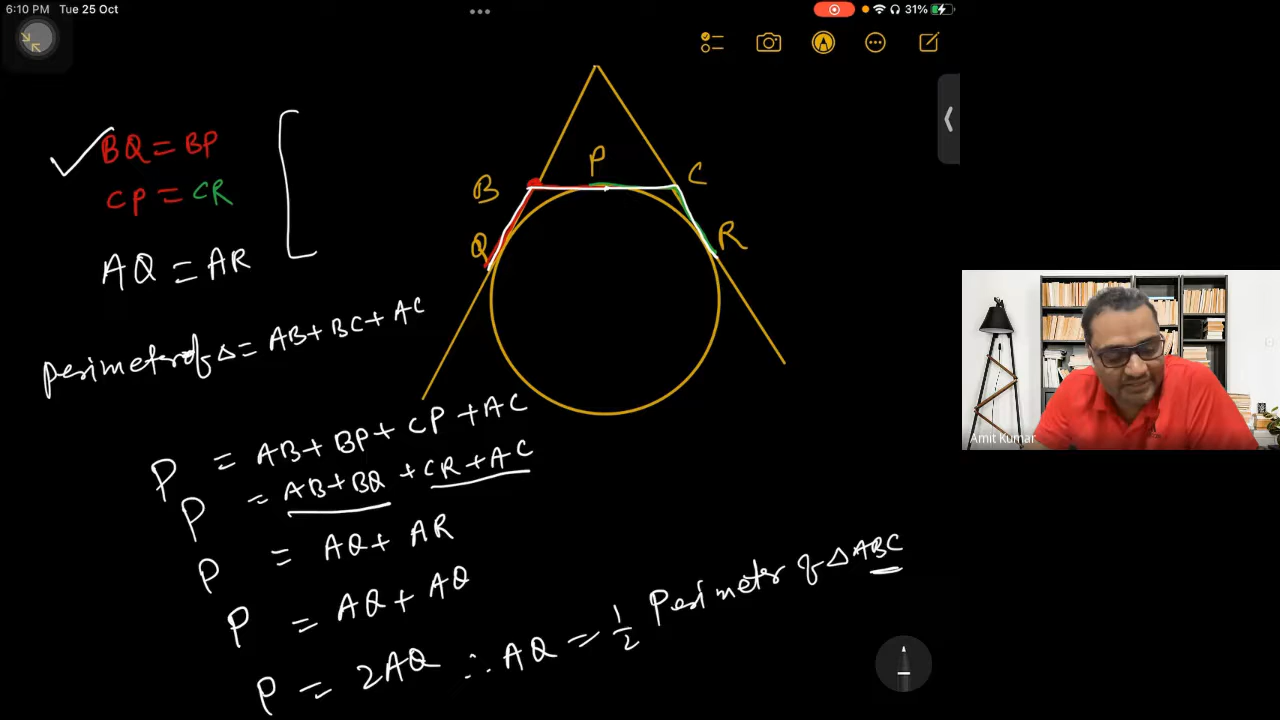 6:10 PM Tue 25 Oct
31%
BQ = BP
CP = CR
AQ = AR
P
B
C
Q
R
perimeter of Δ = AB + BC + AC
P = AB + BP + CP + AC
P = AB + BQ + CR + AC
P = AQ + AR
P = AQ + AQ
P = 2AQ ∴ AQ = 1/2 Perimeter of Δ ABC
Amit Kumar